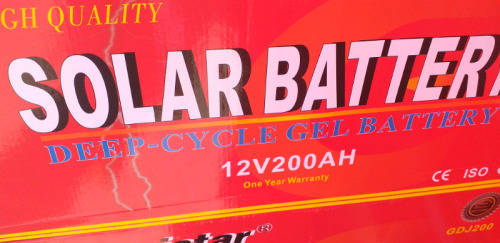 GH QUALITY
SOLAR BATTER
DEEP-CYCLE GEL BATTERY
12V200AH
One Year Warranty
CE ISO
GDJ200